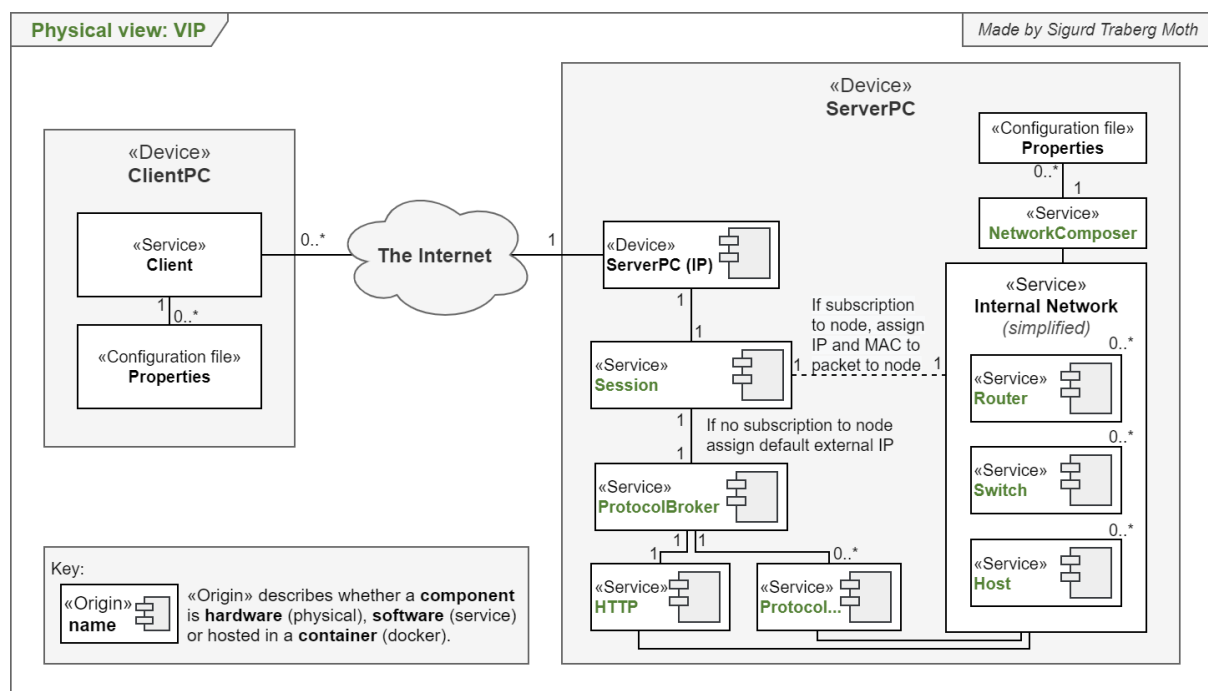 Physical view: VIP
Made by Sigurd Traberg Moth
«Device»
ClientPC
«Service»
Client
1
0..*
«Configuration file»
Properties
0..*
The Internet
1
«Device»
ServerPC
«Configuration file»
Properties
0..*
1
«Service»
NetworkComposer
«Device»
ServerPC (IP)
1
1
«Service»
Session
1
If subscription
to node, assign
IP and MAC to
packet to node
1
1
If no subscription to node
assign default external IP
1
«Service»
ProtocolBroker
1
1
1
0..*
«Service»
HTTP
«Service»
Protocol...
«Service»
Internal Network
(simplified)
0..*
«Service»
Router
0..*
«Service»
Switch
0..*
«Service»
Host
Key:
«Origin»
name
«Origin» describes whether a component
is hardware (physical), software (service)
or hosted in a container (docker).